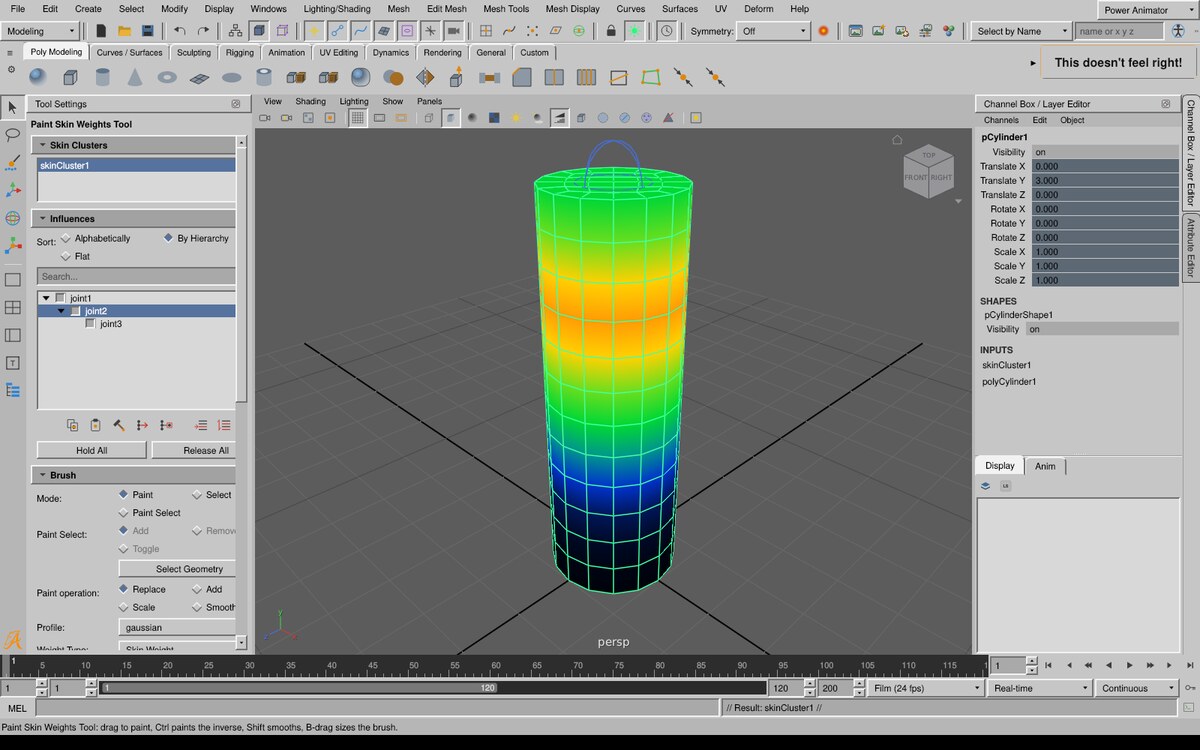 File Edit Create Select Modify Display Windows Lighting/Shading Mesh Edit Mesh Mesh Tools Mesh Display Curves Surfaces UV Deform Help
Power Animator
Modeling
Symmetry: Off
Select by Name
name or x y z
Poly Modeling Curves / Surfaces Sculpting Rigging Animation UV Editing Dynamics Rendering General Custom
This doesn't feel right!
Tool Settings
Paint Skin Weights Tool
Skin Clusters
skinCluster1
Influences
Sort: Alphabetically By Hierarchy
Flat
Search...
joint1
joint2
joint3
Hold All Release All
Brush
Mode: Paint Select
Paint Select
Paint Select: Add Remove
Toggle
Select Geometry
Paint operation: Replace Add
Scale Smooth
Profile: gaussian
Weight Type: Skin Weight
View Shading Lighting Show Panels
TOP
FRONT RIGHT
y
persp
Channel Box / Layer Editor
Channels Edit Object
pCylinder1
Visibility on
Translate X 0.000
Translate Y 3.000
Translate Z 0.000
Rotate X 0.000
Rotate Y 0.000
Rotate Z 0.000
Scale X 1.000
Scale Y 1.000
Scale Z 1.000
SHAPES
pCylinderShape1
Visibility on
INPUTS
skinCluster1
polyCylinder1
Display Anim
Channel Box / Layer Editor
Attribute Editor
1 5 10 15 20 25 30 35 40 45 50 55 60 65 70 75 80 85 90 95 100 105 110 115 1
1
1 1 1 120 120 200 Film (24 fps) Real-time Continuous
MEL // Result: skinCluster1 //
Paint Skin Weights Tool: drag to paint, Ctrl paints the inverse, Shift smooths, B-drag sizes the brush.